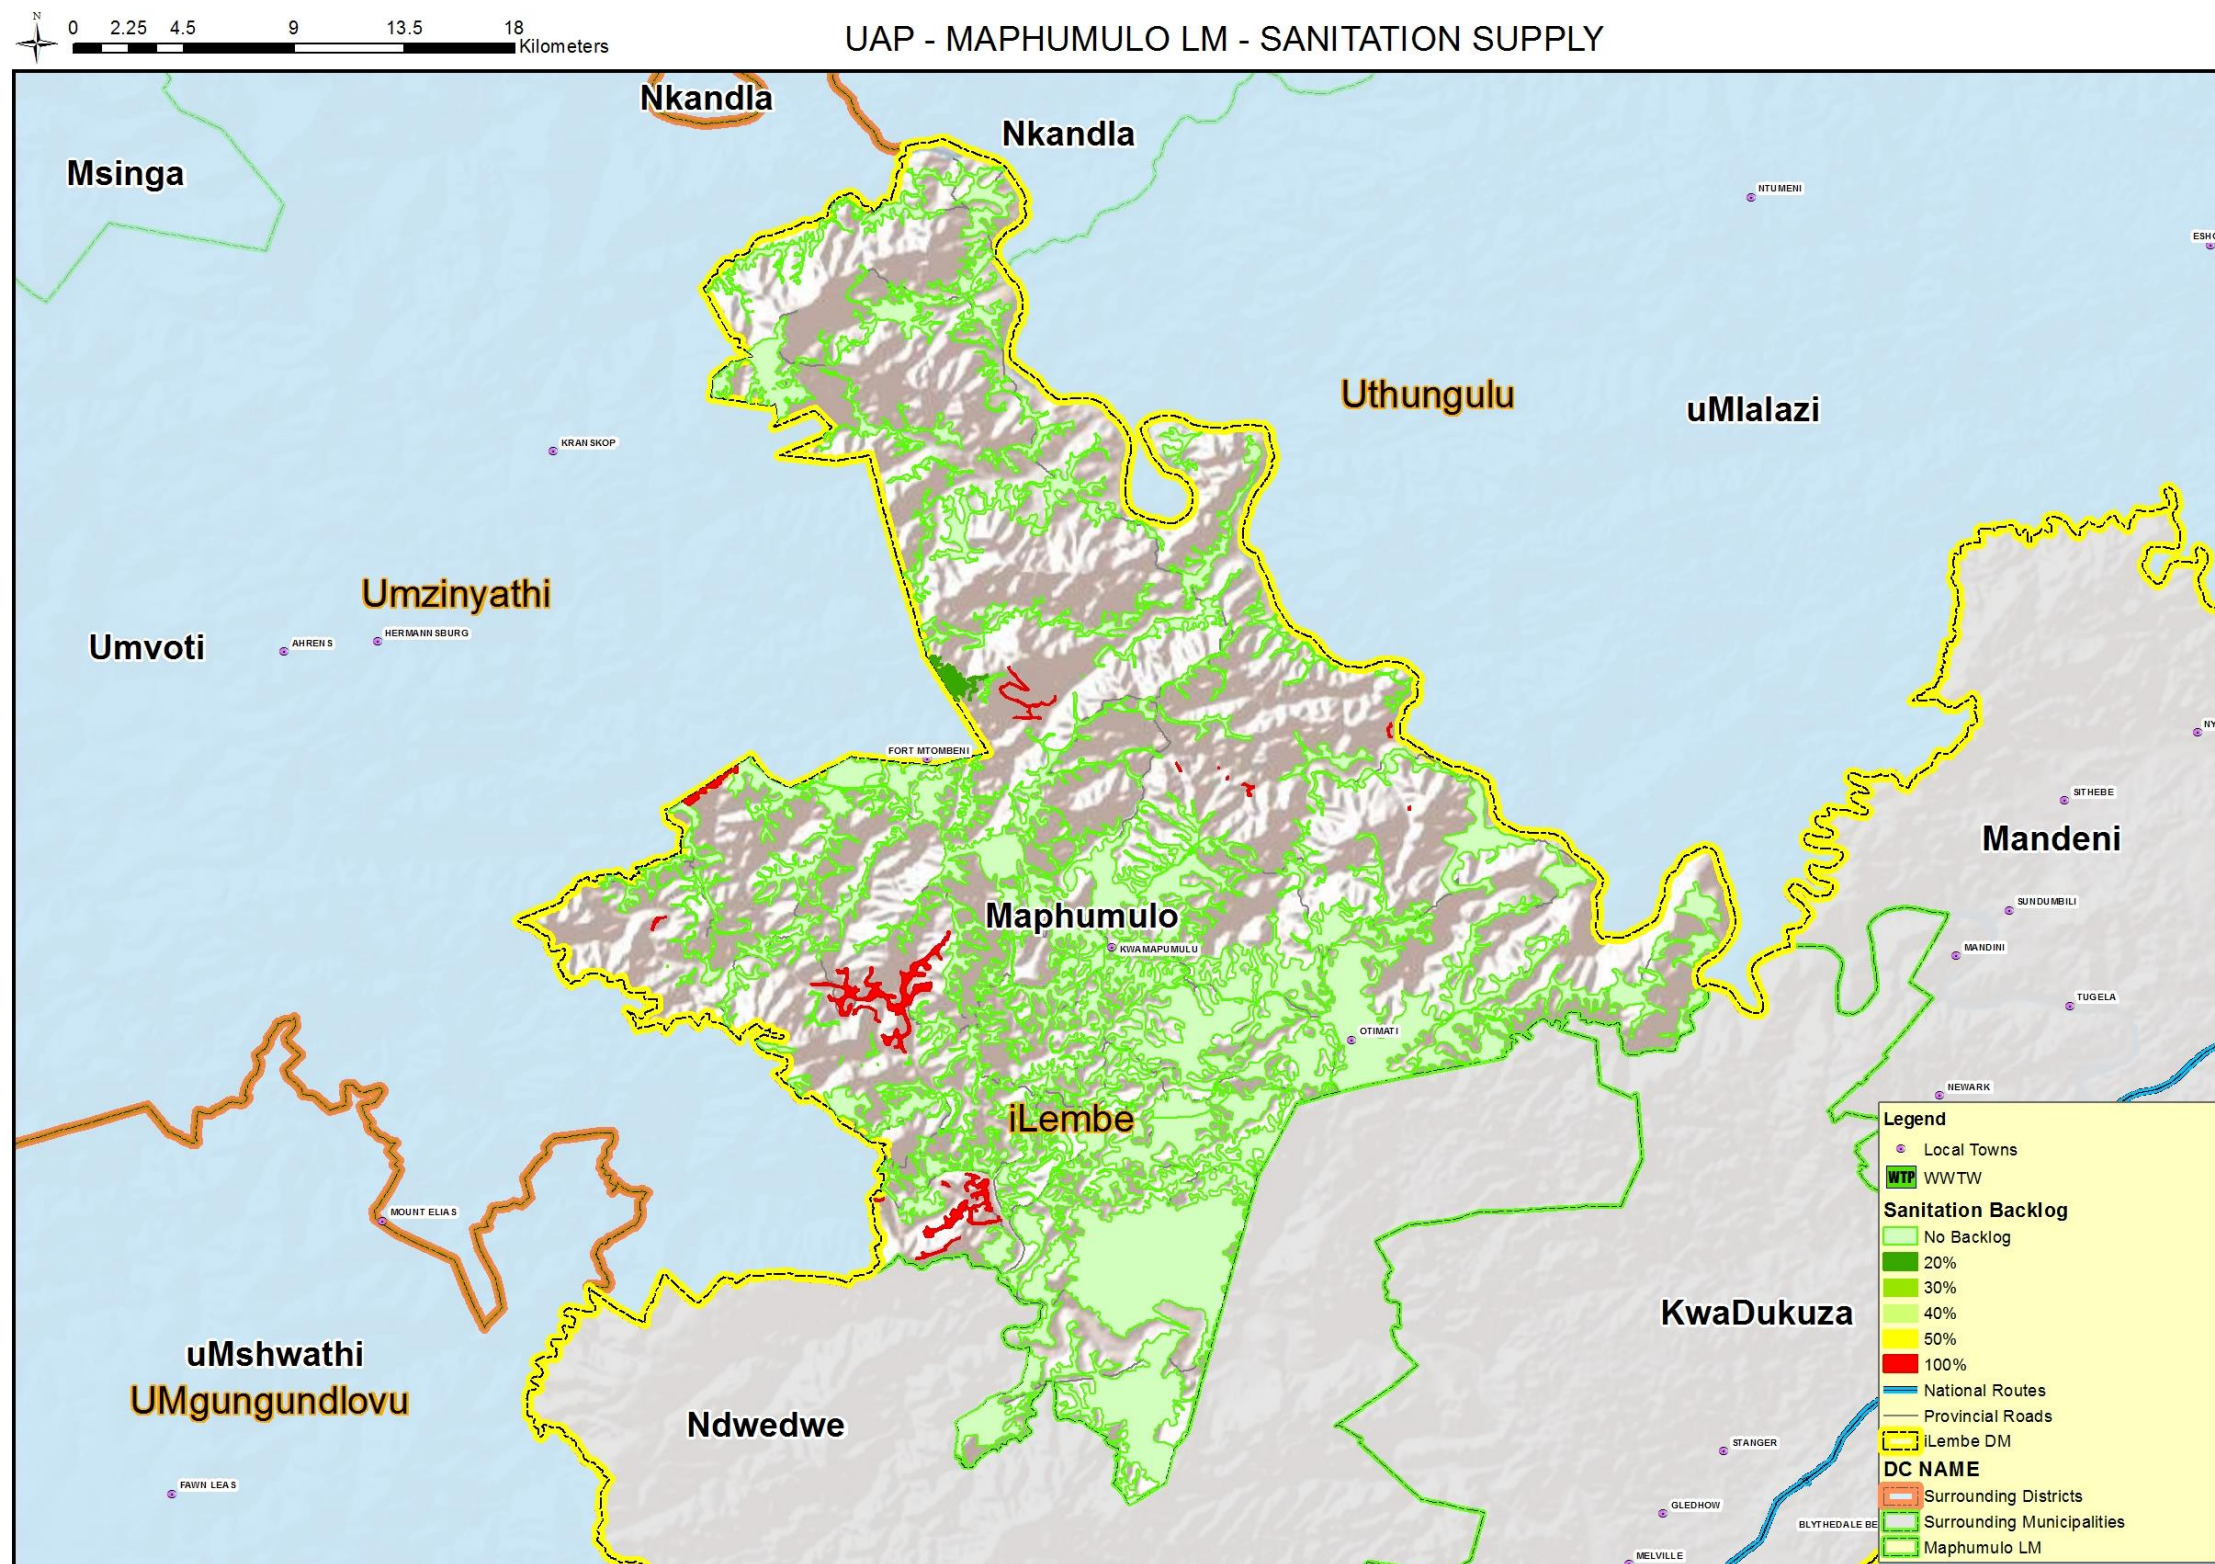 N
0 2.25 4.5 9 13.5 18
Kilometers
UAP - MAPHUMULO LM - SANITATION SUPPLY
Nkandla
Nkandla
Msinga
NTUMENI
Uthungulu
uMlalazi
KRANSKOP
Umzinyathi
Umvoti
AHRENS
HERMANNSBURG
FORT MTOMBENI
SITHEBE
Mandeni
SUNDUMBILI
Maphumulo
KWAMAPUMULU
MANDINI
TUGELA
OTIMATI
NEWARK
iLembe
MOUNT ELIAS
KwaDukuza
uMshwathi
UMgungundlovu
Ndwedwe
STANGER
FAWN LEAS
GLEDHOW
BLYTHEDALE BE
MELVILLE
Legend
Local Towns
WTP WWTW
Sanitation Backlog
No Backlog
20%
30%
40%
50%
100%
National Routes
Provincial Roads
iLembe DM
DC NAME
Surrounding Districts
Surrounding Municipalities
Maphumulo LM